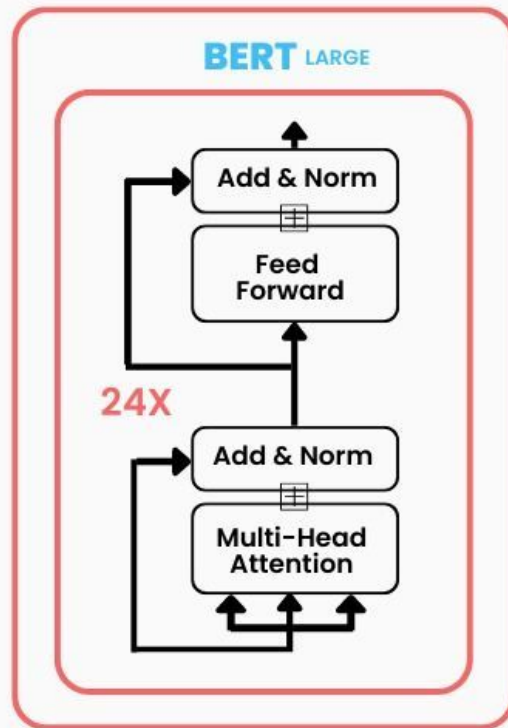 BERT LARGE
Add & Norm
Feed
Forward
24X
Add & Norm
Multi-Head
Attention